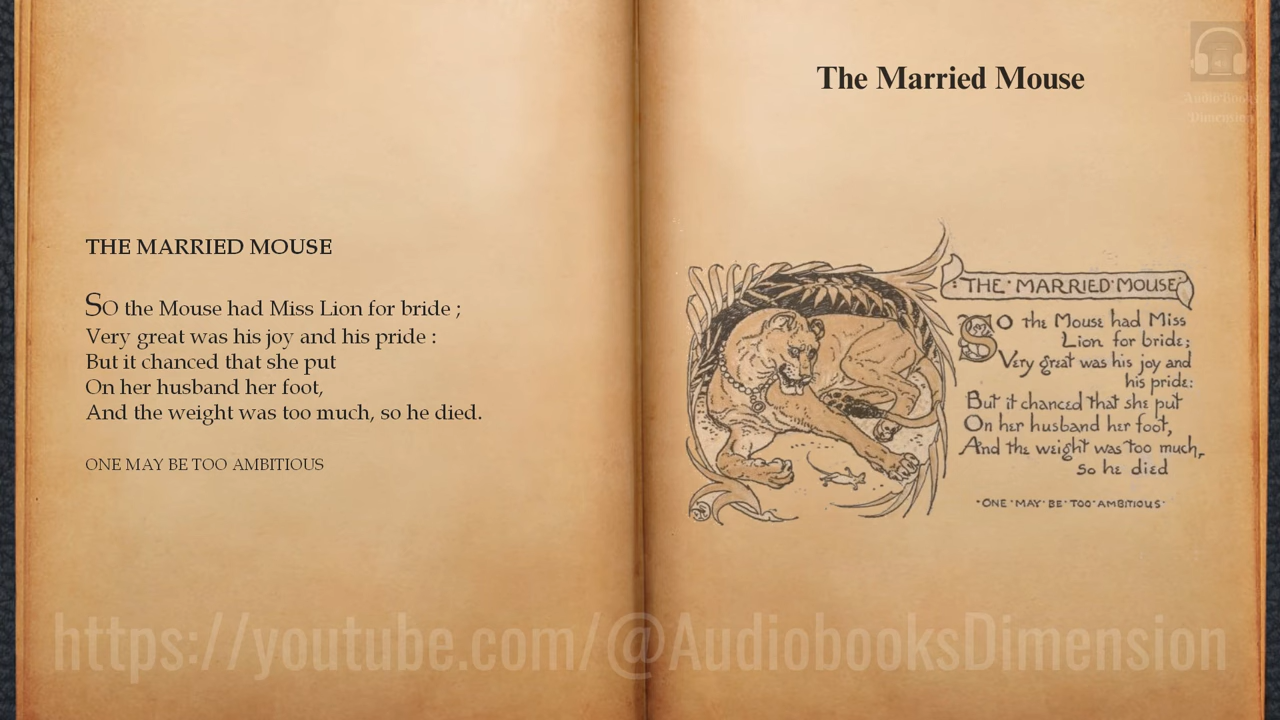 THE MARRIED MOUSE
SO the Mouse had Miss Lion for bride ;
Very great was his joy and his pride :
But it chanced that she put
On her husband her foot,
And the weight was too much, so he died.
ONE MAY BE TOO AMBITIOUS
The Married Mouse
Audio Books
Dimension
·THE·MARRIED·MOUSE·
SO the Mouse had Miss
Lion for bride;
Very great was his joy and
his pride:
But it chanced that she put
On her husband her foot,
And the weight was too much,
so he died
·ONE·MAY·BE·TOO·AMBITIOUS·
https://youtube.com/@AudiobooksDimension